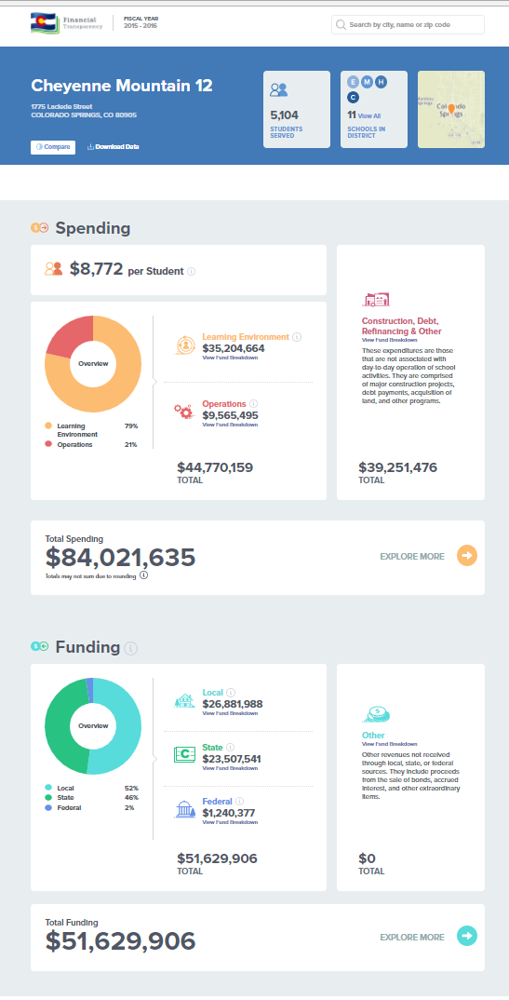 Financial
Transparency
FISCAL YEAR
2015 - 2016
Search by city, name or zip code
Cheyenne Mountain 12
1775 Laclede Street
COLORADO SPRINGS, CO 80905
Compare
Download Data
5,104
STUDENTS
SERVED
E M H
C
11 View All
SCHOOLS IN
DISTRICT
Spending
$8,772 per Student
Overview
Learning
Environment 79%
Operations 21%
Learning Environment
$35,204,664
View Fund Breakdown
Operations
$9,565,495
View Fund Breakdown
$44,770,159
TOTAL
Construction, Debt,
Refinancing & Other
View Fund Breakdown
These expenditures are those
that are not associated with
day-to-day operation of school
activities. They are comprised
of major construction projects,
debt payments, acquisition of
land, and other programs.
$39,251,476
TOTAL
Total Spending
$84,021,635
Totals may not sum due to rounding
EXPLORE MORE
Funding
Overview
Local 52%
State 46%
Federal 2%
Local
$26,881,988
View Fund Breakdown
State
$23,507,541
View Fund Breakdown
Federal
$1,240,377
View Fund Breakdown
$51,629,906
TOTAL
Other
View Fund Breakdown
Other revenues not received
through local, state, or federal
sources. They include proceeds
from the sale of bonds, accrued
interest, and other extraordinary
items.
$0
TOTAL
Total Funding
$51,629,906
EXPLORE MORE